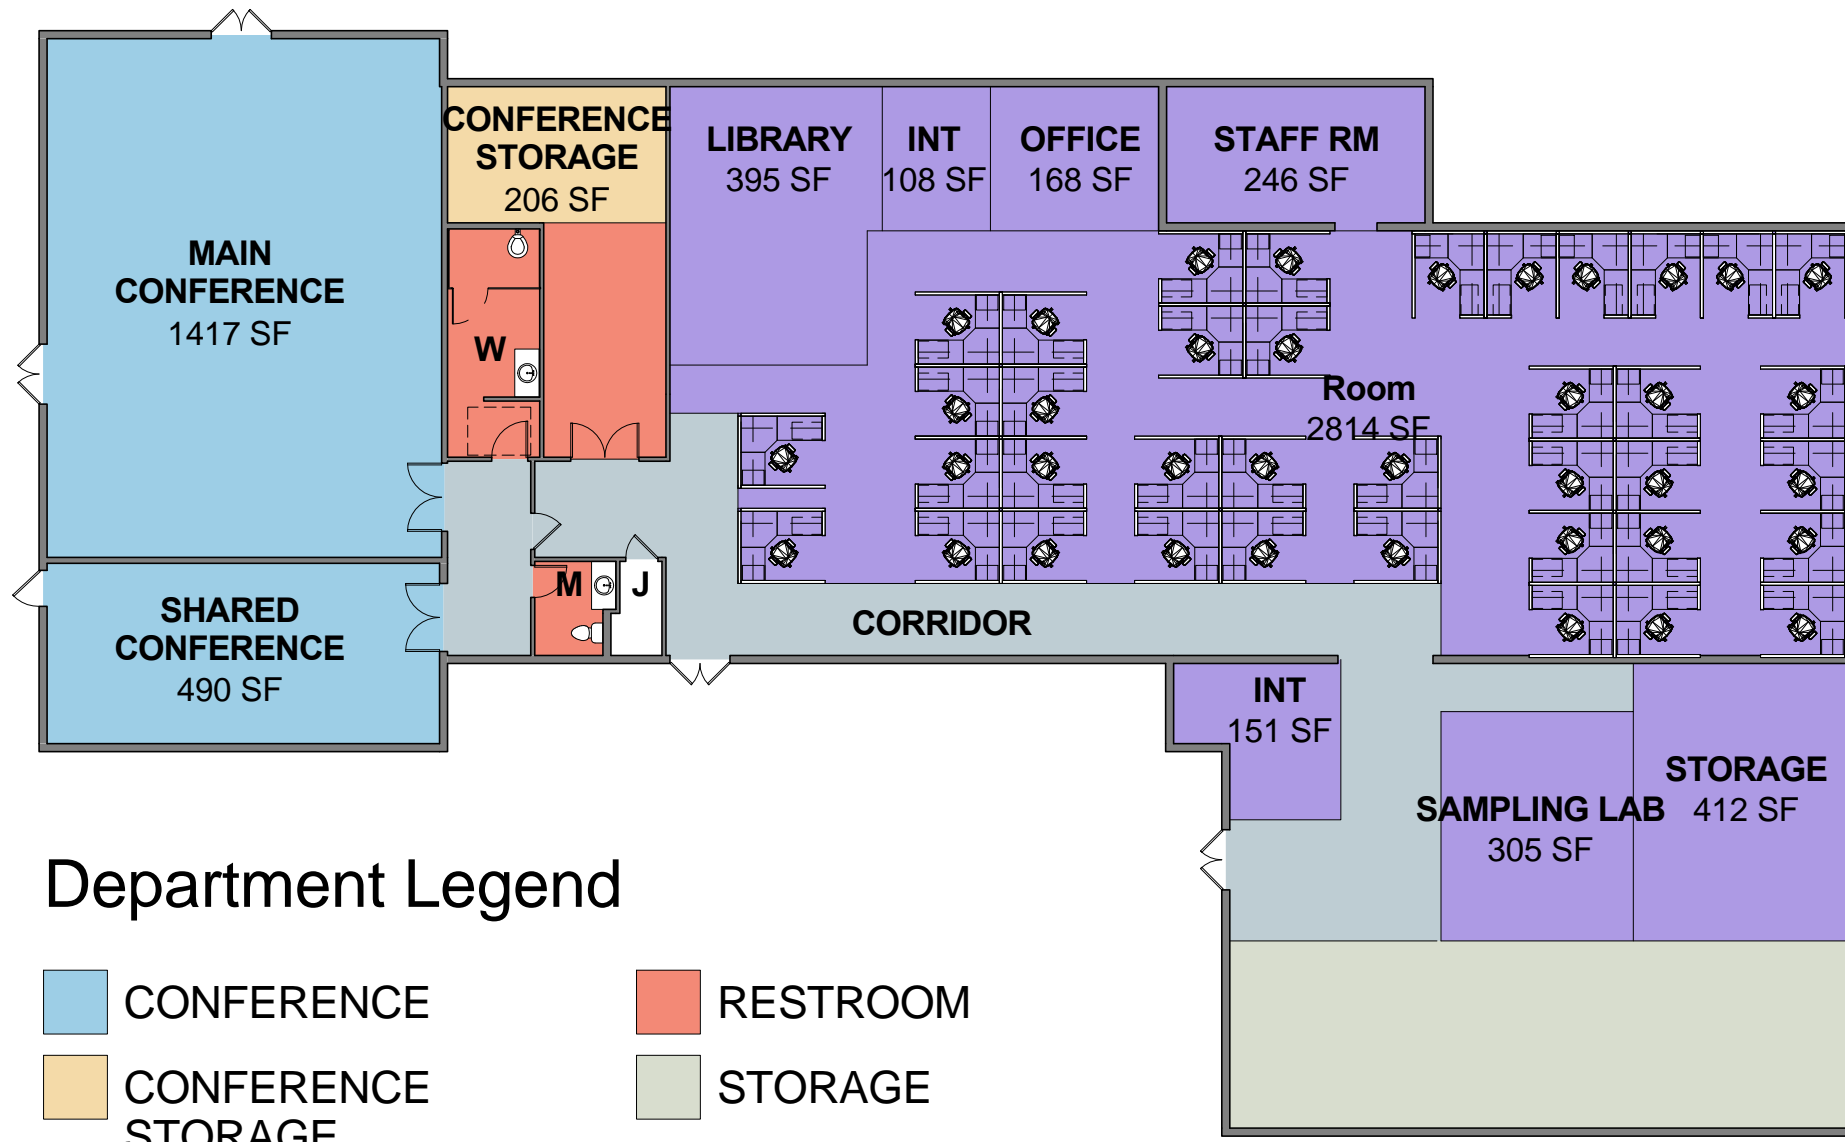 CONFERENCE
STORAGE
206 SF
LIBRARY
395 SF
INT
108 SF
OFFICE
168 SF
STAFF RM
246 SF
MAIN
CONFERENCE
1417 SF
W
Room
2814 SF
M
J
SHARED
CONFERENCE
490 SF
CORRIDOR
INT
151 SF
SAMPLING LAB
305 SF
STORAGE
412 SF
Department Legend
CONFERENCE
RESTROOM
CONFERENCE
STORAGE
STORAGE